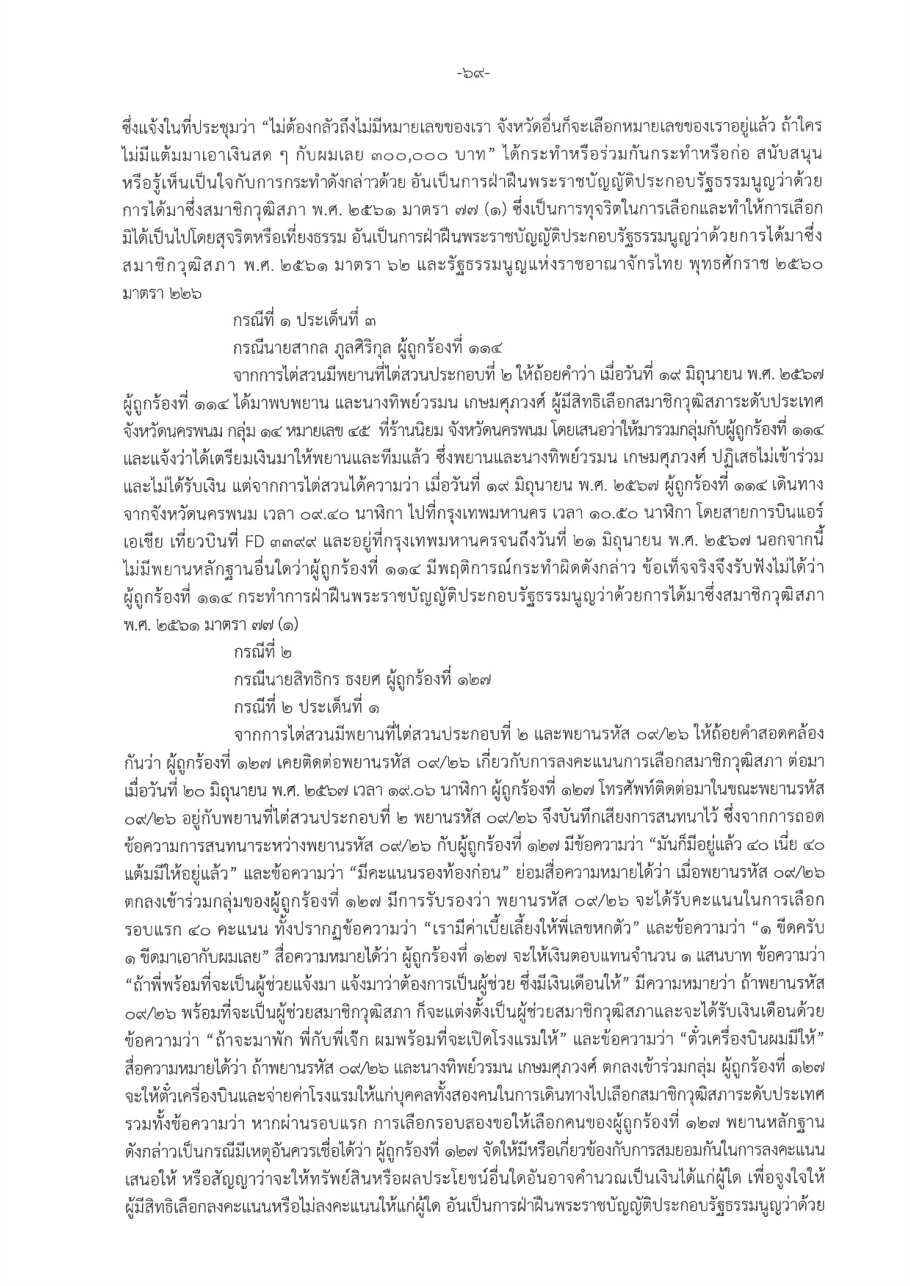 -๖๙-
ซึ่งแจ้งในที่ประชุมว่า “ไม่ต้องกลัวถึงไม่มีหมายเลขของเรา จังหวัดอื่นก็จะเลือกหมายเลขของเราอยู่แล้ว ถ้าใคร
ไม่มีแต้มมาเอาเงินสด ๆ กับผมเลย ๓๐๐,๐๐๐ บาท” ได้กระทำหรือร่วมกันกระทำหรือก่อ สนับสนุน
หรือรู้เห็นเป็นใจกับการกระทำดังกล่าวด้วย อันเป็นการฝ่าฝืนพระราชบัญญัติประกอบรัฐธรรมนูญว่าด้วย
การได้มาซึ่งสมาชิกวุฒิสภา พ.ศ. ๒๕๖๑ มาตรา ๗๗ (๑) ซึ่งเป็นการทุจริตในการเลือกและทำให้การเลือก
มิได้เป็นไปโดยสุจริตหรือเที่ยงธรรม อันเป็นการฝ่าฝืนพระราชบัญญัติประกอบรัฐธรรมนูญว่าด้วยการได้มาซึ่ง
สมาชิกวุฒิสภา พ.ศ. ๒๕๖๑ มาตรา ๖๒ และรัฐธรรมนูญแห่งราชอาณาจักรไทย พุทธศักราช ๒๕๖๐
มาตรา ๒๒๖
กรณีที่ ๑ ประเด็นที่ ๓
กรณีนายสากล ภูลศิริกุล ผู้ถูกร้องที่ ๑๑๔
จากการไต่สวนมีพยานที่ไต่สวนประกอบที่ ๒ ให้ถ้อยคำว่า เมื่อวันที่ ๑๙ มิถุนายน พ.ศ. ๒๕๖๗
ผู้ถูกร้องที่ ๑๑๔ ได้มาพบพยาน และนางทิพย์วรมน เกษมศุภวงศ์ ผู้มีสิทธิเลือกสมาชิกวุฒิสภาระดับประเทศ
จังหวัดนครพนม กลุ่ม ๑๔ หมายเลข ๔๕ ที่ร้านนิยม จังหวัดนครพนม โดยเสนอว่าให้มารวมกลุ่มกับผู้ถูกร้องที่ ๑๑๔
และแจ้งว่าได้เตรียมเงินมาให้พยานและทีมแล้ว ซึ่งพยานและนางทิพย์วรมน เกษมศุภวงศ์ ปฏิเสธไม่เข้าร่วม
และไม่ได้รับเงิน แต่จากการไต่สวนได้ความว่า เมื่อวันที่ ๑๙ มิถุนายน พ.ศ. ๒๕๖๗ ผู้ถูกร้องที่ ๑๑๔ เดินทาง
จากจังหวัดนครพนม เวลา ๐๙.๔๐ นาฬิกา ไปที่กรุงเทพมหานคร เวลา ๑๐.๕๐ นาฬิกา โดยสายการบินแอร์
เอเชีย เที่ยวบินที่ FD ๓๓๙๙ และอยู่ที่กรุงเทพมหานครจนถึงวันที่ ๒๑ มิถุนายน พ.ศ. ๒๕๖๗ นอกจากนี้
ไม่มีพยานหลักฐานอื่นใดว่าผู้ถูกร้องที่ ๑๑๔ มีพฤติการณ์กระทำผิดดังกล่าว ข้อเท็จจริงจึงรับฟังไม่ได้ว่า
ผู้ถูกร้องที่ ๑๑๔ กระทำการฝ่าฝืนพระราชบัญญัติประกอบรัฐธรรมนูญว่าด้วยการได้มาซึ่งสมาชิกวุฒิสภา
พ.ศ. ๒๕๖๑ มาตรา ๗๗ (๑)
กรณีที่ ๒
กรณีนายสิทธิกร ธงยศ ผู้ถูกร้องที่ ๑๒๗
กรณีที่ ๒ ประเด็นที่ ๑
จากการไต่สวนมีพยานที่ไต่สวนประกอบที่ ๒ และพยานรหัส ๐๙/๒๖ ให้ถ้อยคำสอดคล้อง
กันว่า ผู้ถูกร้องที่ ๑๒๗ เคยติดต่อพยานรหัส ๐๙/๒๖ เกี่ยวกับการลงคะแนนการเลือกสมาชิกวุฒิสภา ต่อมา
เมื่อวันที่ ๒๐ มิถุนายน พ.ศ. ๒๕๖๗ เวลา ๑๙.๐๖ นาฬิกา ผู้ถูกร้องที่ ๑๒๗ โทรศัพท์ติดต่อมาในขณะพยานรหัส
๐๙/๒๖ อยู่กับพยานที่ไต่สวนประกอบที่ ๒ พยานรหัส ๐๙/๒๖ จึงบันทึกเสียงการสนทนาไว้ ซึ่งจากการถอด
ข้อความการสนทนาระหว่างพยานรหัส ๐๙/๒๖ กับผู้ถูกร้องที่ ๑๒๗ มีข้อความว่า “มันก็มีอยู่แล้ว ๔๐ เนี่ย ๔๐
แต้มมีให้อยู่แล้ว” และข้อความว่า “มีคะแนนรองท้องก่อน” ย่อมสื่อความหมายได้ว่า เมื่อพยานรหัส ๐๙/๒๖
ตกลงเข้าร่วมกลุ่มของผู้ถูกร้องที่ ๑๒๗ มีการรับรองว่า พยานรหัส ๐๙/๒๖ จะได้รับคะแนนในการเลือก
รอบแรก ๔๐ คะแนน ทั้งปรากฏข้อความว่า “เรามีค่าเบี้ยเลี้ยงให้พี่เลขหกตัว” และข้อความว่า “๑ ขีดครับ
๑ ขีดมาเอากับผมเลย” สื่อความหมายได้ว่า ผู้ถูกร้องที่ ๑๒๗ จะให้เงินตอบแทนจำนวน ๑ แสนบาท ข้อความว่า
“ถ้าพี่พร้อมที่จะเป็นผู้ช่วยแจ้งมา แจ้งมาว่าต้องการเป็นผู้ช่วย ซึ่งมีเงินเดือนให้” มีความหมายว่า ถ้าพยานรหัส
๐๙/๒๖ พร้อมที่จะเป็นผู้ช่วยสมาชิกวุฒิสภา ก็จะแต่งตั้งเป็นผู้ช่วยสมาชิกวุฒิสภาและจะได้รับเงินเดือนด้วย
ข้อความว่า “ถ้าจะมาพัก พี่กับพี่เจ๊ก ผมพร้อมที่จะเปิดโรงแรมให้” และข้อความว่า “ตั๋วเครื่องบินผมมีให้”
สื่อความหมายได้ว่า ถ้าพยานรหัส ๐๙/๒๖ และนางทิพย์วรมน เกษมศุภวงศ์ ตกลงเข้าร่วมกลุ่ม ผู้ถูกร้องที่ ๑๒๗
จะให้ตั๋วเครื่องบินและจ่ายค่าโรงแรมให้แก่บุคคลทั้งสองคนในการเดินทางไปเลือกสมาชิกวุฒิสภาระดับประเทศ
รวมทั้งข้อความว่า หากผ่านรอบแรก การเลือกรอบสองขอให้เลือกคนของผู้ถูกร้องที่ ๑๒๗ พยานหลักฐาน
ดังกล่าวเป็นกรณีมีเหตุอันควรเชื่อได้ว่า ผู้ถูกร้องที่ ๑๒๗ จัดให้มีหรือเกี่ยวข้องกับการสมยอมกันในการลงคะแนน
เสนอให้ หรือสัญญาว่าจะให้ทรัพย์สินหรือผลประโยชน์อื่นใดอันอาจคำนวณเป็นเงินได้แก่ผู้ใด เพื่อจูงใจให้
ผู้มีสิทธิเลือกลงคะแนนหรือไม่ลงคะแนนให้แก่ผู้ใด อันเป็นการฝ่าฝืนพระราชบัญญัติประกอบรัฐธรรมนูญว่าด้วย